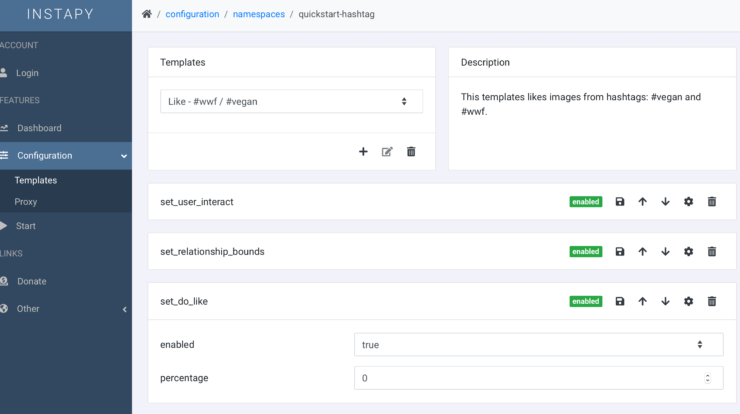 INSTAPY
/ configuration / namespaces / quickstart-hashtag
ACCOUNT
Login
FEATURES
Dashboard
Configuration
Templates
Proxy
Start
LINKS
Donate
Other
Templates
Like - #wwf / #vegan
Description
This templates likes images from hashtags: #vegan and
#wwf.
set_user_interact enabled
set_relationship_bounds enabled
set_do_like enabled
enabled true
percentage 0